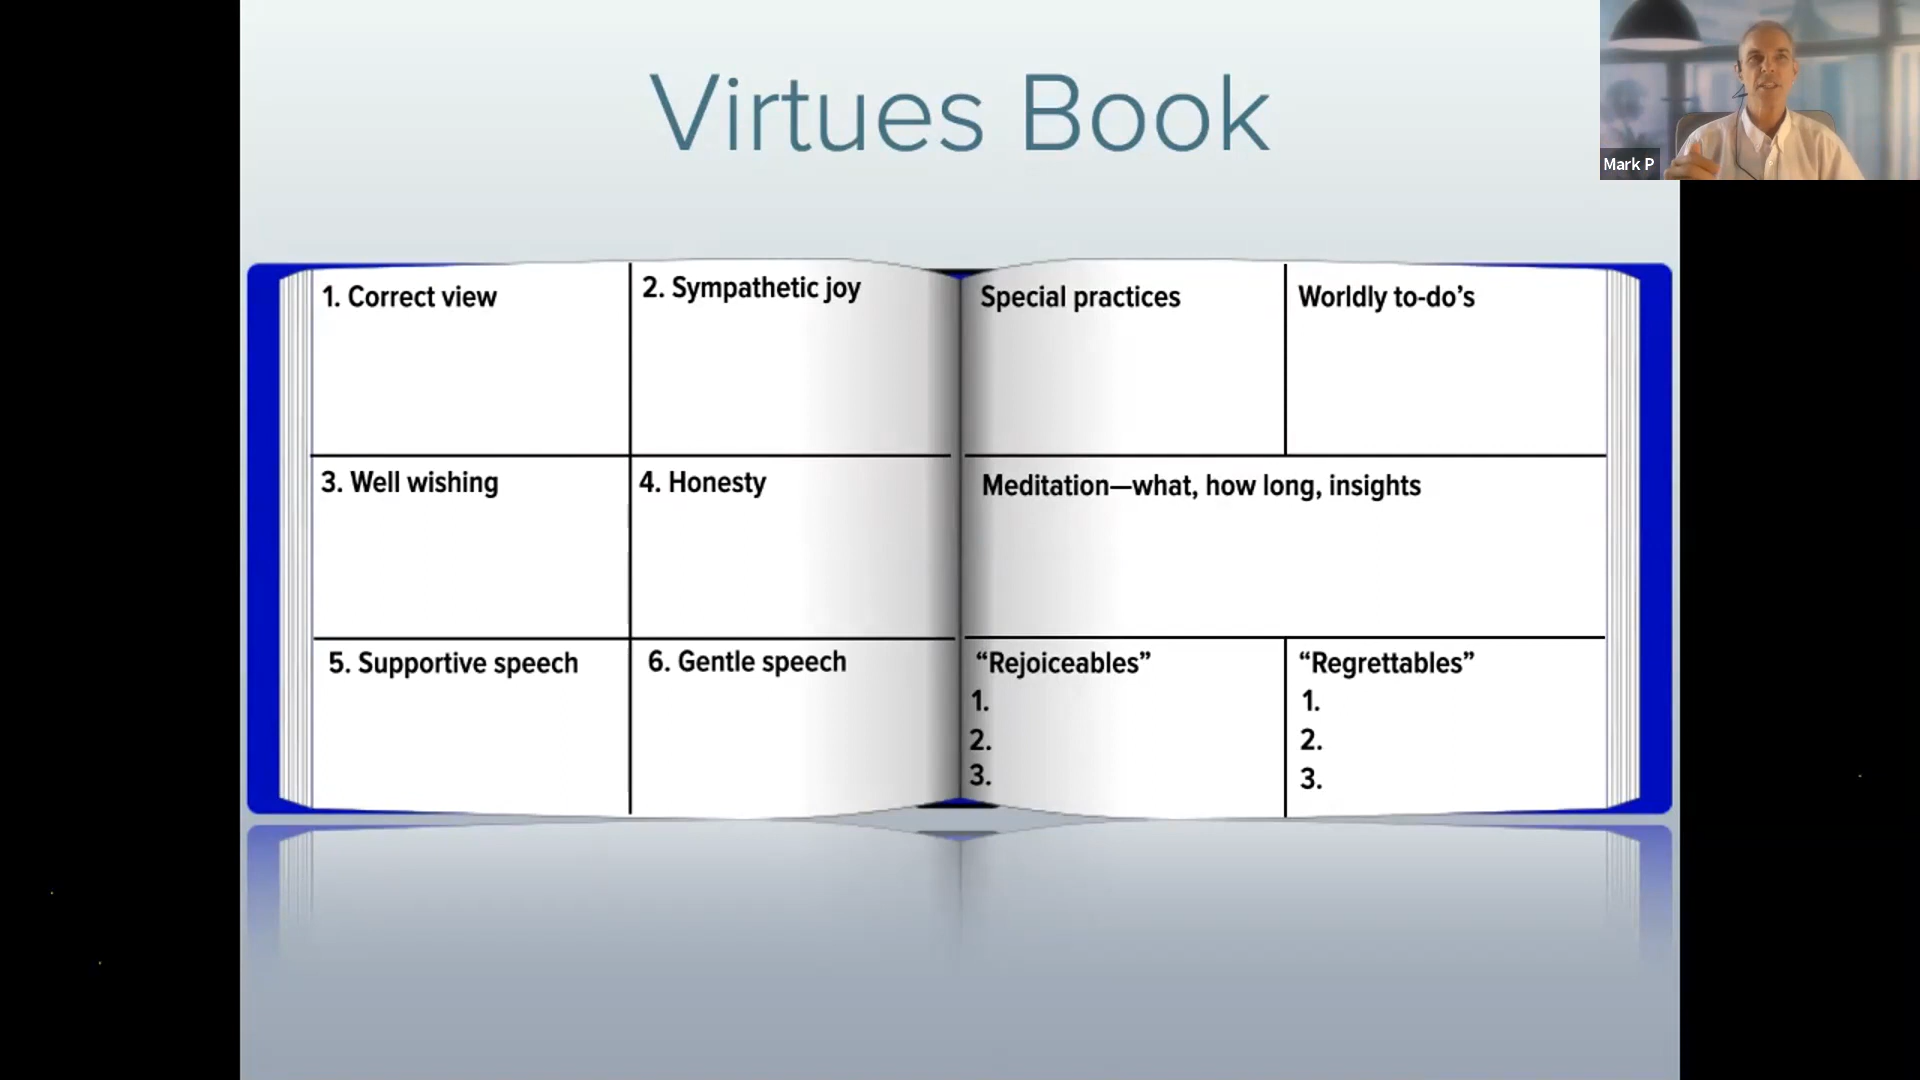 Virtues Book
Mark P
1. Correct view
2. Sympathetic joy
3. Well wishing
4. Honesty
5. Supportive speech
6. Gentle speech
Special practices
Worldly to-do’s
Meditation—what, how long, insights
“Rejoiceables”
1.
2.
3.
“Regrettables”
1.
2.
3.